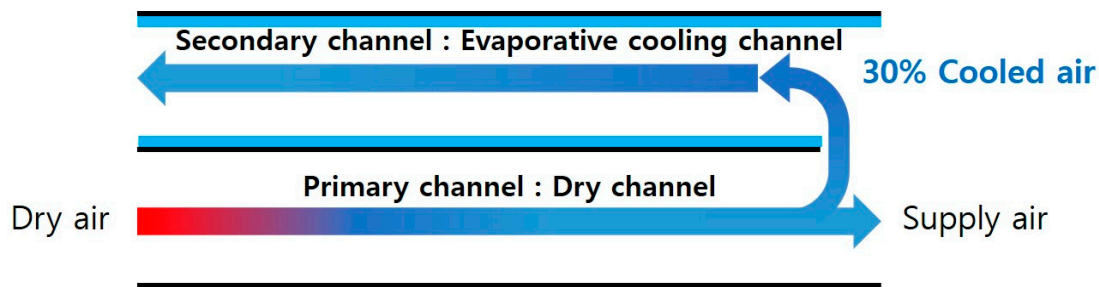 Secondary channel : Evaporative cooling channel
30% Cooled air
Primary channel : Dry channel
Dry air
Supply air